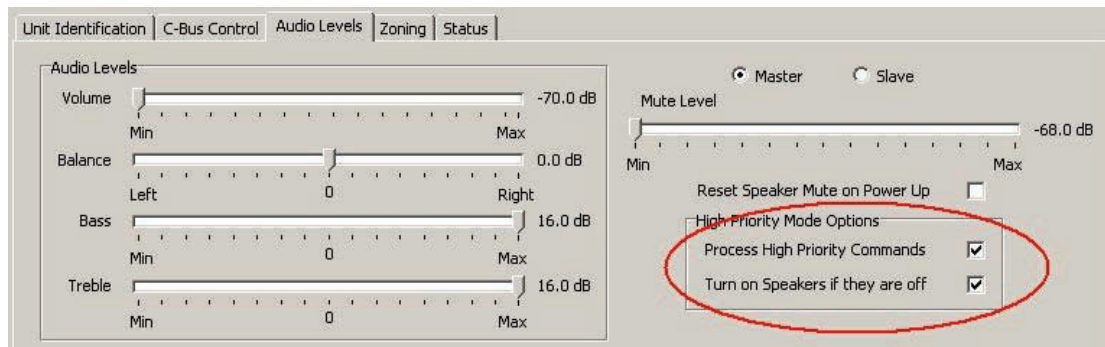 Unit Identification C-Bus Control Audio Levels Zoning Status
Audio Levels
Volume -70.0 dB
Min Max
Balance 0.0 dB
Left 0 Right
Bass 16.0 dB
Min 0 Max
Treble 16.0 dB
Min 0 Max
Master Slave
Mute Level
-68.0 dB
Min Max
Reset Speaker Mute on Power Up
High Priority Mode Options
Process High Priority Commands
Turn on Speakers if they are off